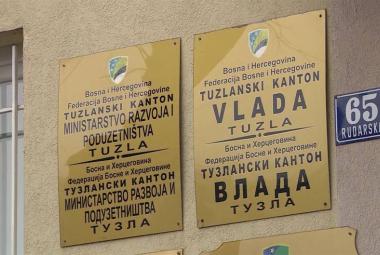 Bosna i Hercegovina
Federacija Bosne i Hercegovine
TUZLANSKI KANTON
MINISTARSTVO RAZVOJA I
PODUZETNIŠTVA
TUZLA
Босна и Херцеговина
Федерација Босне и Херцеговине
ТУЗЛАНСКИ КАНТОН
МИНИСТАРСТВО РАЗВОЈА И
ПОДУЗЕТНИШТВА
ТУЗЛА
Bosna i Hercegovina
Federacija Bosne i Hercegovine
TUZLANSKI KANTON
VLADA
TUZLA
Босна и Херцеговина
Федерација Босне и Херцеговине
ТУЗЛАНСКИ КАНТОН
ВЛАДА
ТУЗЛА
65
RUDARSK